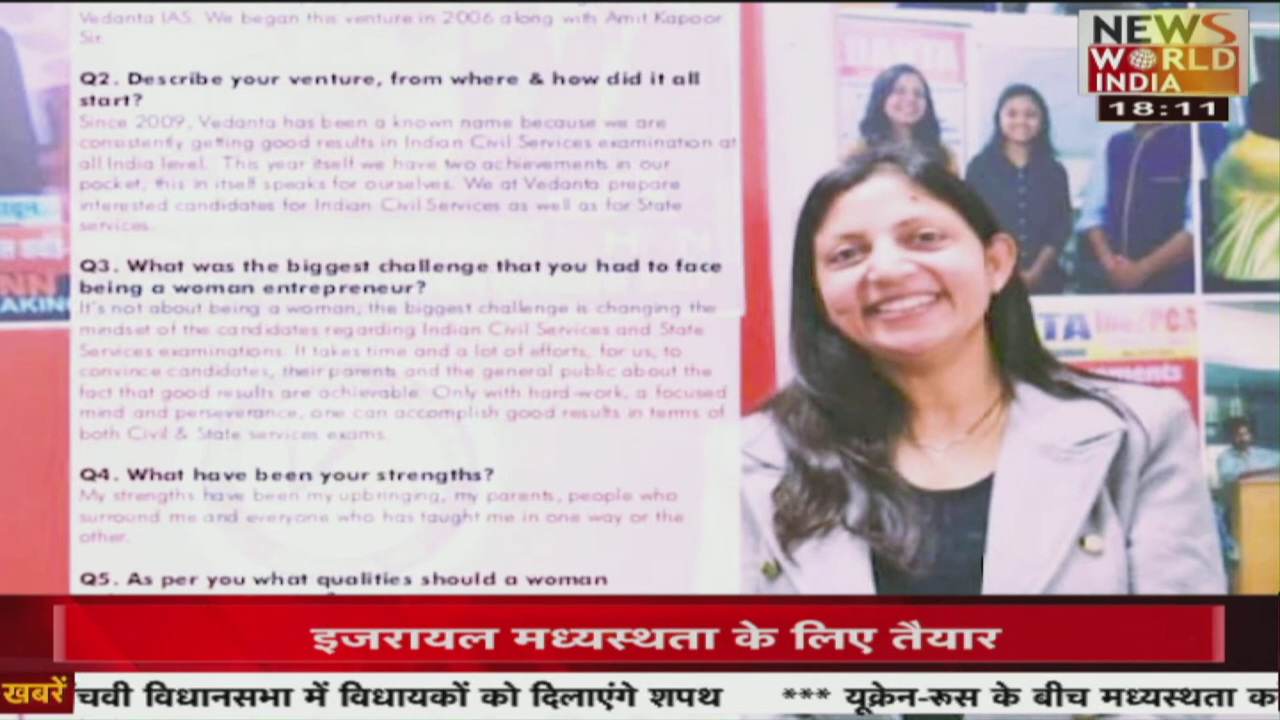 Vedanta IAS. We began this venture in 2006 along with Amit Kapoor
Sir.
Q2. Describe your venture, from where & how did it all
start?
Since 2009, Vedanta has been a known name because we are
consistently getting good results in Indian Civil Services examination at
all India level. This year itself we have two achievements in our
pocket, this in itself speaks for ourselves. We at Vedanta prepare
interested candidates for Indian Civil Services as well as for State
services.
Q3. What was the biggest challenge that you had to face
being a woman entrepreneur?
It's not about being a woman; the biggest challenge is changing the
mindset of the candidates regarding Indian Civil Services and State
Services examinations. It takes time and a lot of efforts, for us, to
convince candidates, their parents and the general public about the
fact that good results are achievable. Only with hard-work, a focused
mind and perseverance, one can accomplish good results in terms of
both Civil & State services exams.
Q4. What have been your strengths?
My strengths have been my upbringing, my parents, people who
surround me and everyone who has taught me in one way or the
other.
Q5. As per you what qualities should a woman
NEWS
WORLD
INDIA
18:11
TA
इजरायल मध्यस्थता के लिए तैयार
खबरें
चवी विधानसभा में विधायकों को दिलाएंगे शपथ *** यूक्रेन-रूस के बीच मध्यस्थता क